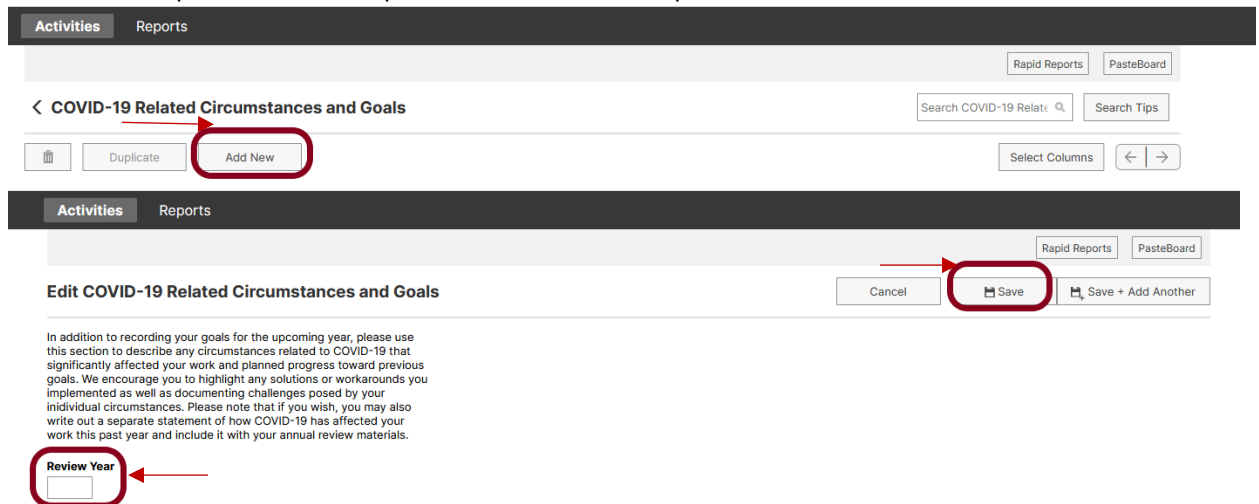 Activities Reports
Rapid Reports PasteBoard
< COVID-19 Related Circumstances and Goals Search COVID-19 Relate Search Tips
Duplicate Add New Select Columns ← | →
Activities Reports
Rapid Reports PasteBoard
Edit COVID-19 Related Circumstances and Goals Cancel Save Save + Add Another
In addition to recording your goals for the upcoming year, please use
this section to describe any circumstances related to COVID-19 that
significantly affected your work and planned progress toward previous
goals. We encourage you to highlight any solutions or workarounds you
implemented as well as documenting challenges posed by your
inidividual circumstances. Please note that if you wish, you may also
write out a separate statement of how COVID-19 has affected your
work this past year and include it with your annual review materials.
Review Year